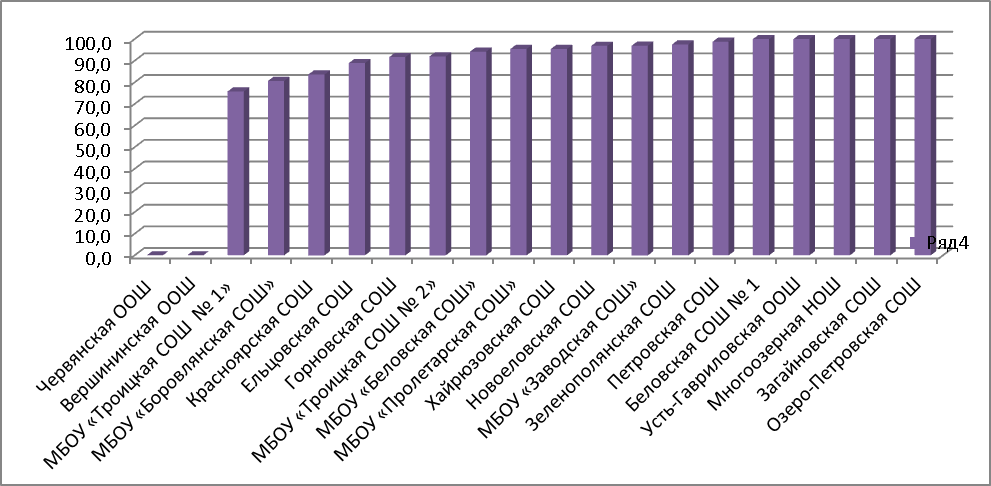 100,0
90,0
80,0
70,0
60,0
50,0
40,0
30,0
20,0
10,0
0,0
Ряд4
Червянская ООШ
Вершининская ООШ
МБОУ «Троицкая СОШ № 1»
МБОУ «Боровлянская СОШ»
Красноярская СОШ
Ельцовская СОШ
Горновская СОШ
МБОУ «Троицкая СОШ № 2»
МБОУ «Беловская СОШ»
МБОУ «Пролетарская СОШ»
Хайрюзовская СОШ
Новоеловская СОШ
МБОУ «Заводская СОШ»
Зеленополянская СОШ
Петровская СОШ
Беловская СОШ № 1
Усть-Гавриловская ООШ
Многоозерная НОШ
Загайновская СОШ
Озеро-Петровская СОШ